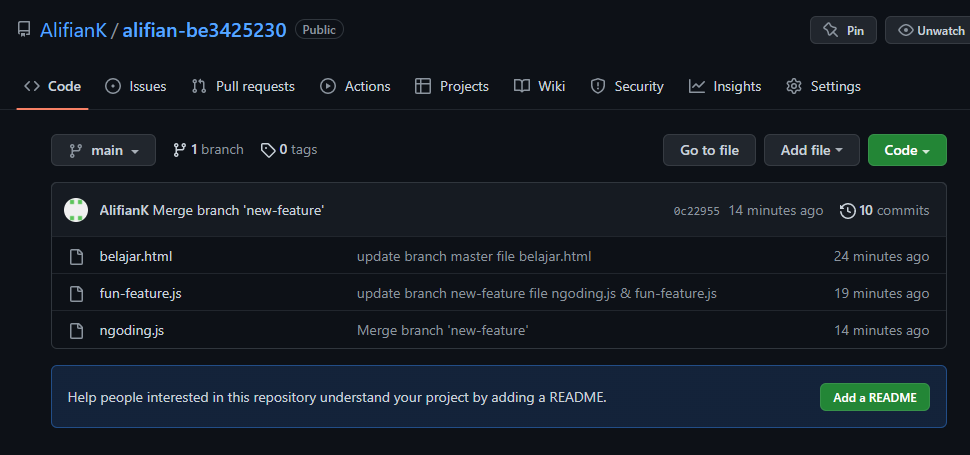 AlifianK / alifian-be3425230 Public Pin Unwatch
Code Issues Pull requests Actions Projects Wiki Security Insights Settings
main 1 branch 0 tags Go to file Add file Code
AlifianK Merge branch 'new-feature' 0c22955 14 minutes ago 10 commits
belajar.html update branch master file belajar.html 24 minutes ago
fun-feature.js update branch new-feature file ngoding.js & fun-feature.js 19 minutes ago
ngoding.js Merge branch 'new-feature' 14 minutes ago
Help people interested in this repository understand your project by adding a README. Add a README